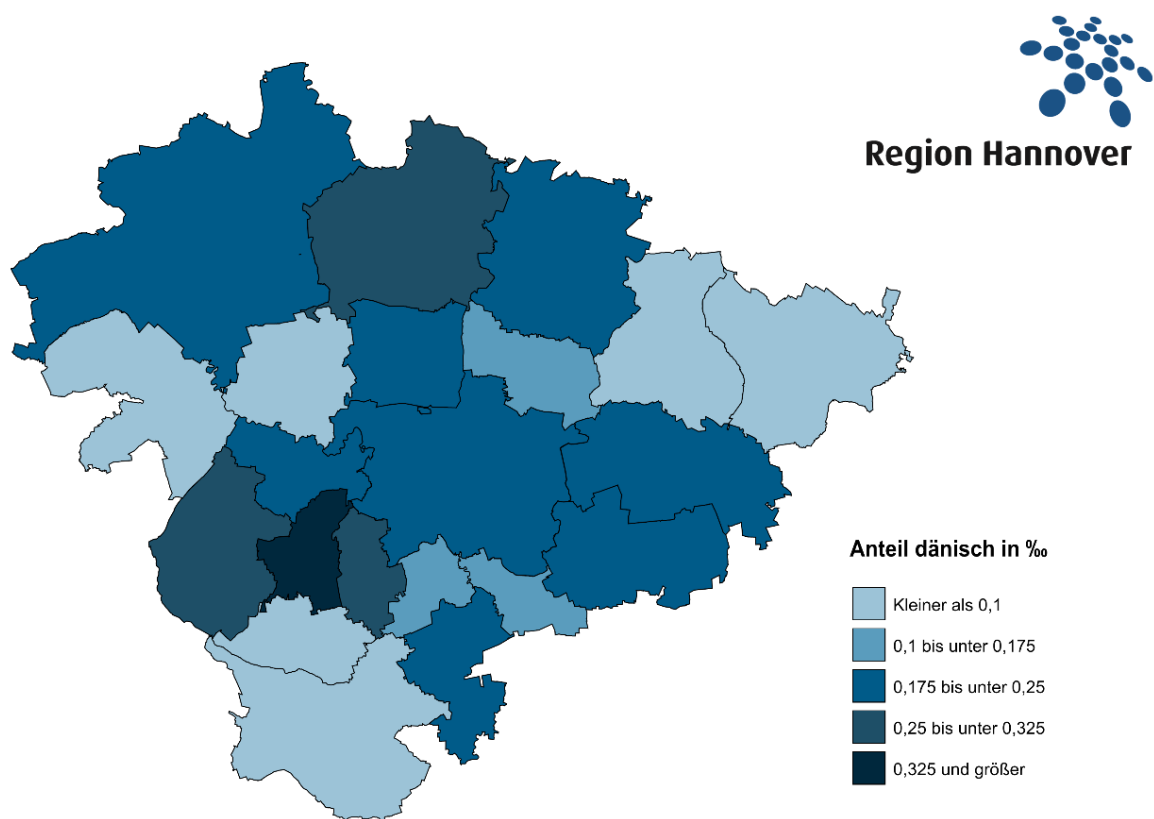 Region Hannover
Anteil dänisch in ‰
Kleiner als 0,1
0,1 bis unter 0,175
0,175 bis unter 0,25
0,25 bis unter 0,325
0,325 und größer